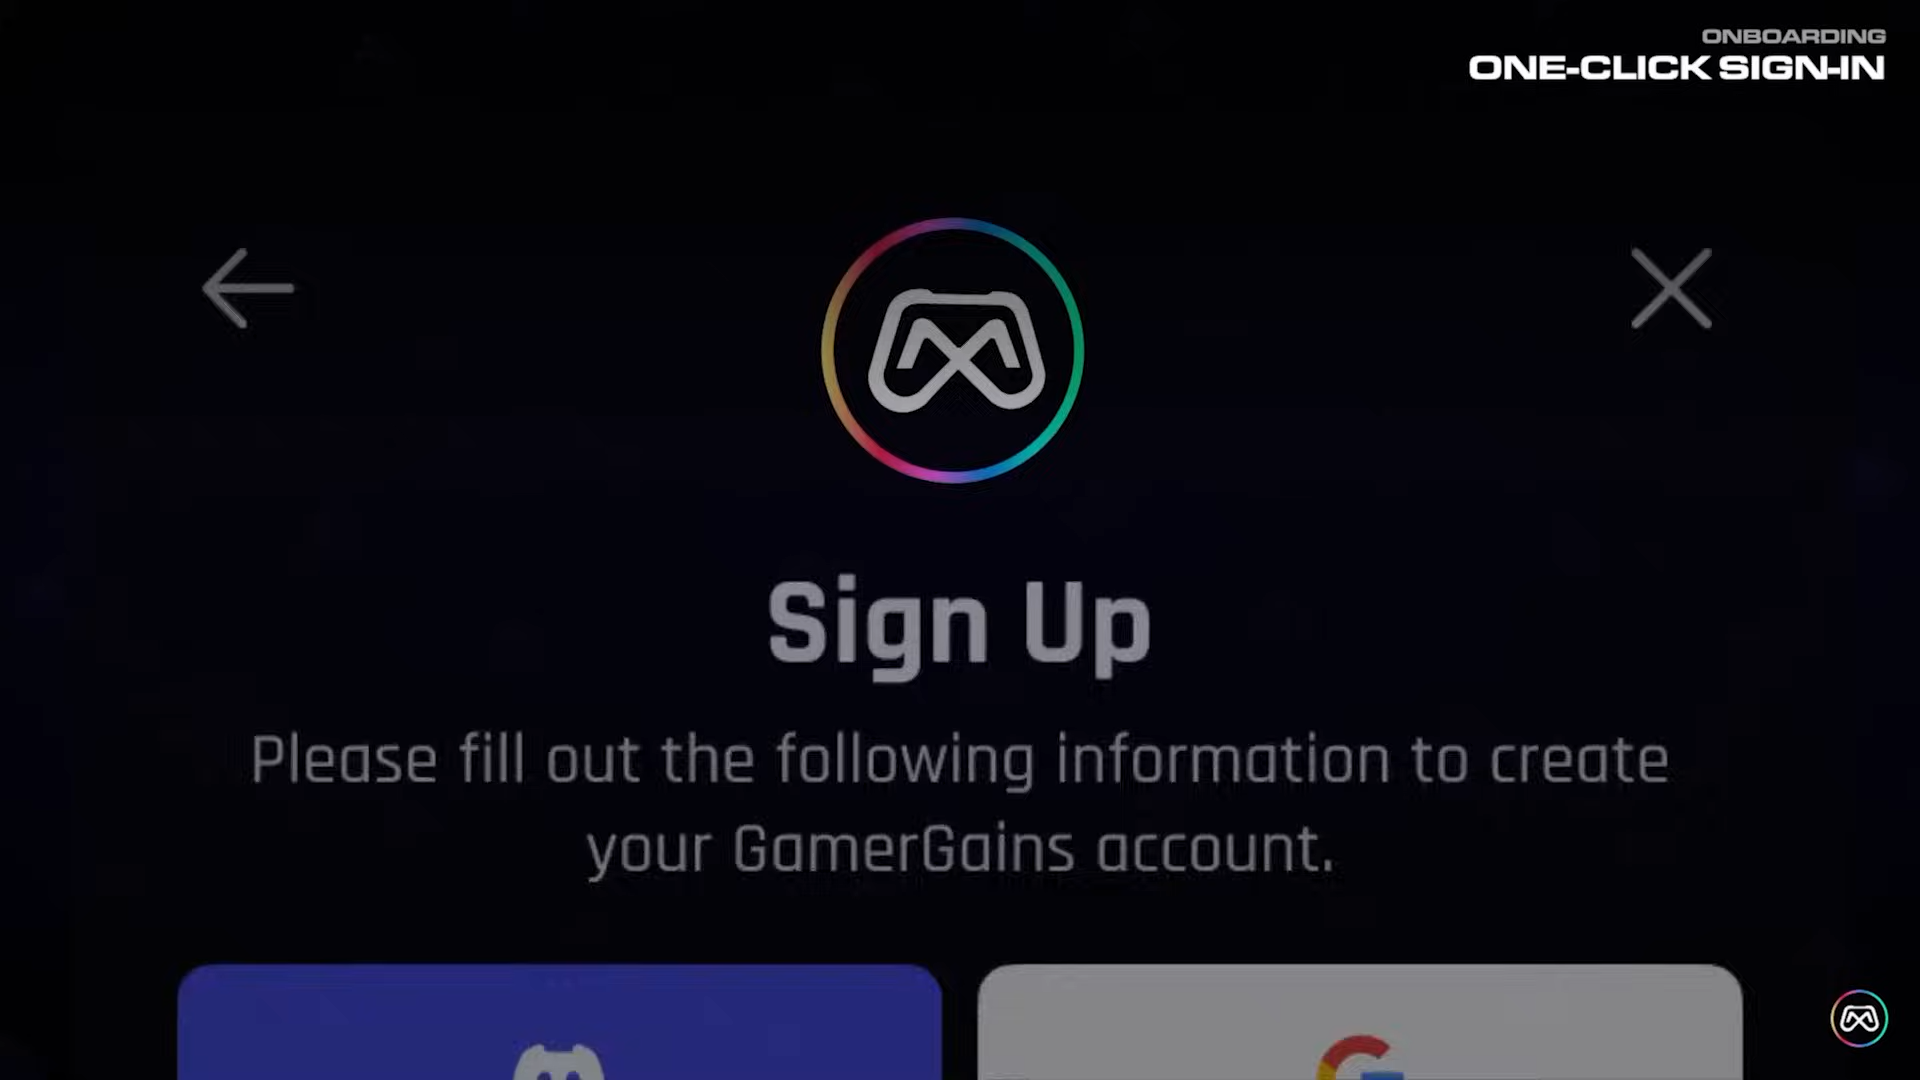 ONBOARDING
ONE-CLICK SIGN-IN
Sign Up
Please fill out the following information to create
your GamerGains account.